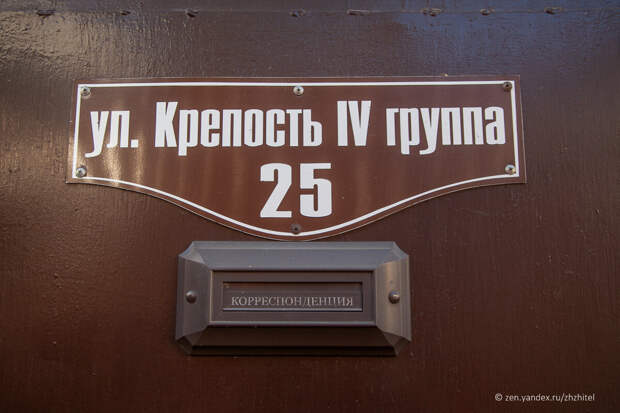 ул. Крепость IV группа
25
КОРРЕСПОНДЕНЦИЯ
© zen.yandex.ru/zhzhitel